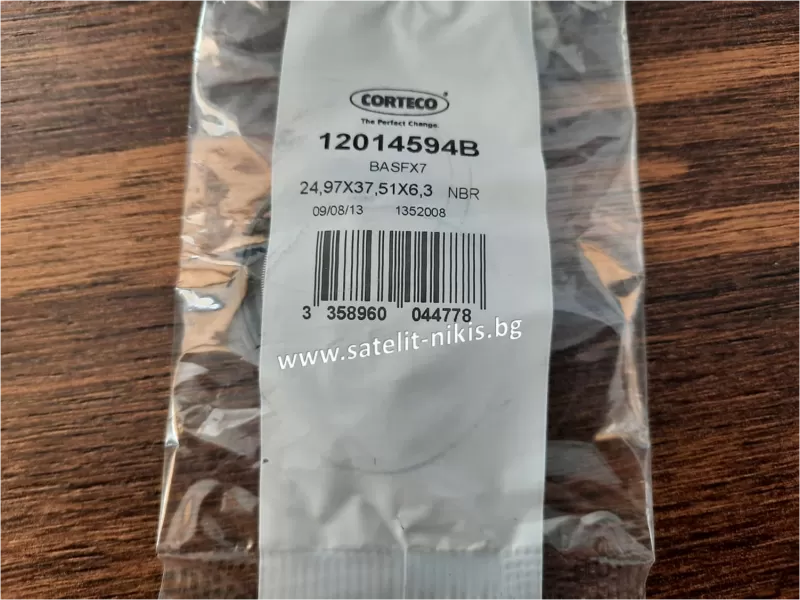 CORTECO
The Perfect Change.
12014594B
BASFX7
24,97X37,51X6,3 NBR
09/08/13 1352008
3 358960 044778
www.satelit-nikis.bg